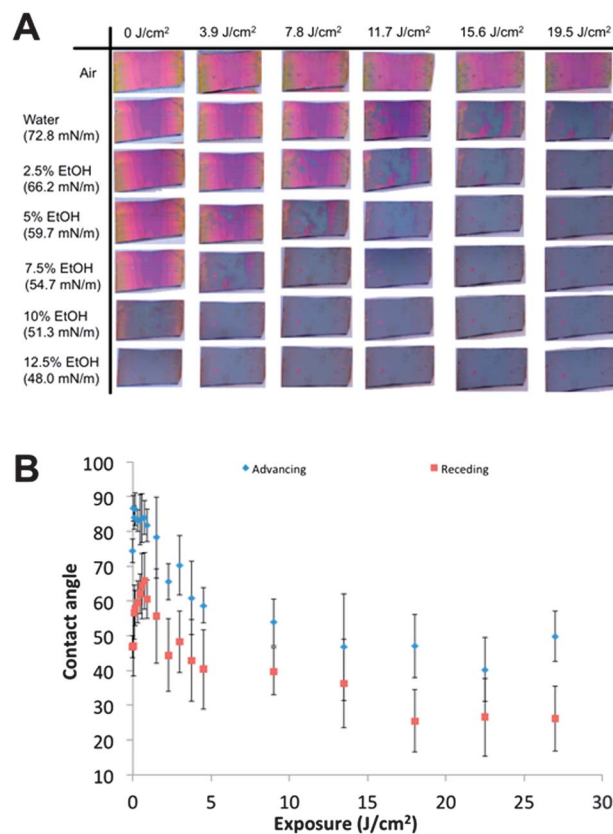 A
0 J/cm² 3.9 J/cm² 7.8 J/cm² 11.7 J/cm² 15.6 J/cm² 19.5 J/cm²
Air
Water
(72.8 mN/m)
2.5% EtOH
(66.2 mN/m)
5% EtOH
(59.7 mN/m)
7.5% EtOH
(54.7 mN/m)
10% EtOH
(51.3 mN/m)
12.5% EtOH
(48.0 mN/m)
B
Advancing Receding
Contact angle
100
90
80
70
60
50
40
30
20
10
0 5 10 15 20 25 30
Exposure (J/cm²)